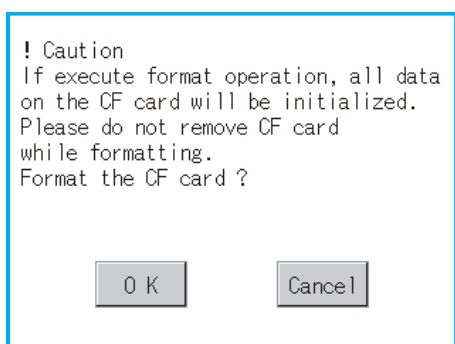 ! Caution
If execute format operation, all data
on the CF card will be initialized.
Please do not remove CF card
while formatting.
Format the CF card ?
O K
Cancel